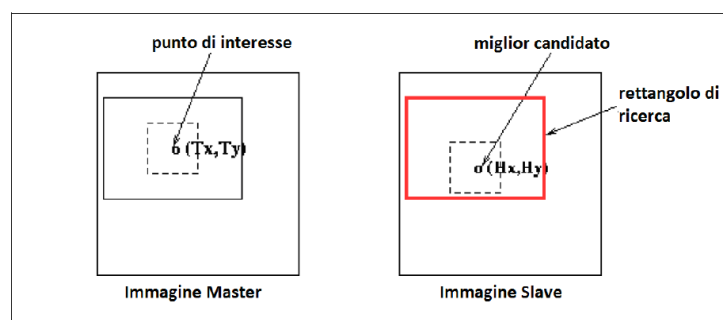 punto di interesse
miglior candidato
rettangolo di
ricerca
o (Tx,Ty)
o (Hx,Hy)
Immagine Master
Immagine Slave